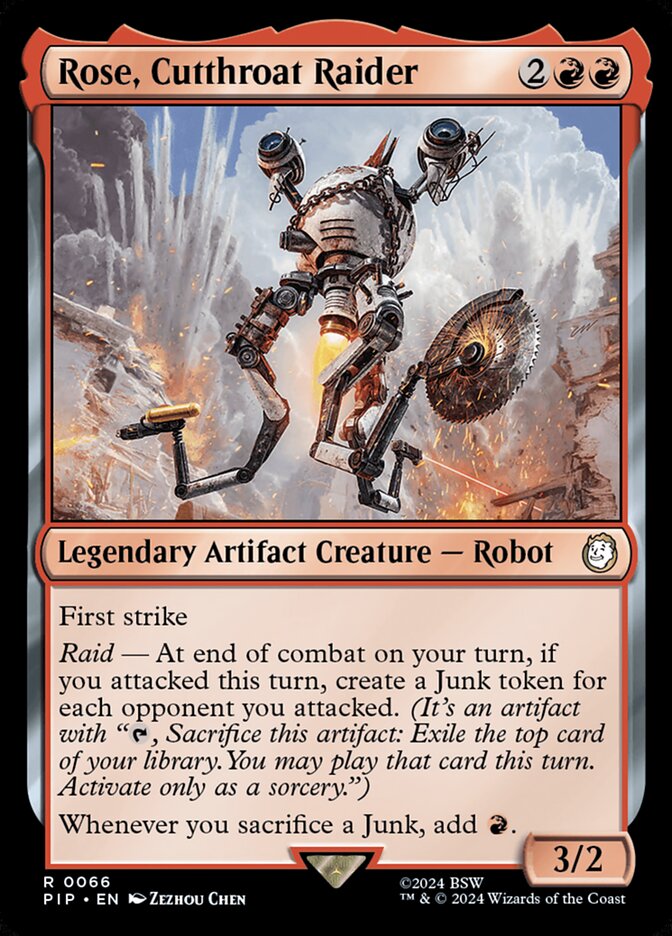 Rose, Cutthroat Raider 2
Legendary Artifact Creature — Robot
First strike
Raid — At end of combat on your turn, if
you attacked this turn, create a Junk token for
each opponent you attacked. (It's an artifact
with “, Sacrifice this artifact: Exile the top card
of your library. You may play that card this turn.
Activate only as a sorcery.”)
Whenever you sacrifice a Junk, add .
3/2
R 0066
PIP • EN Zezhou Chen
©2024 BSW
™ & © 2024 Wizards of the Coast